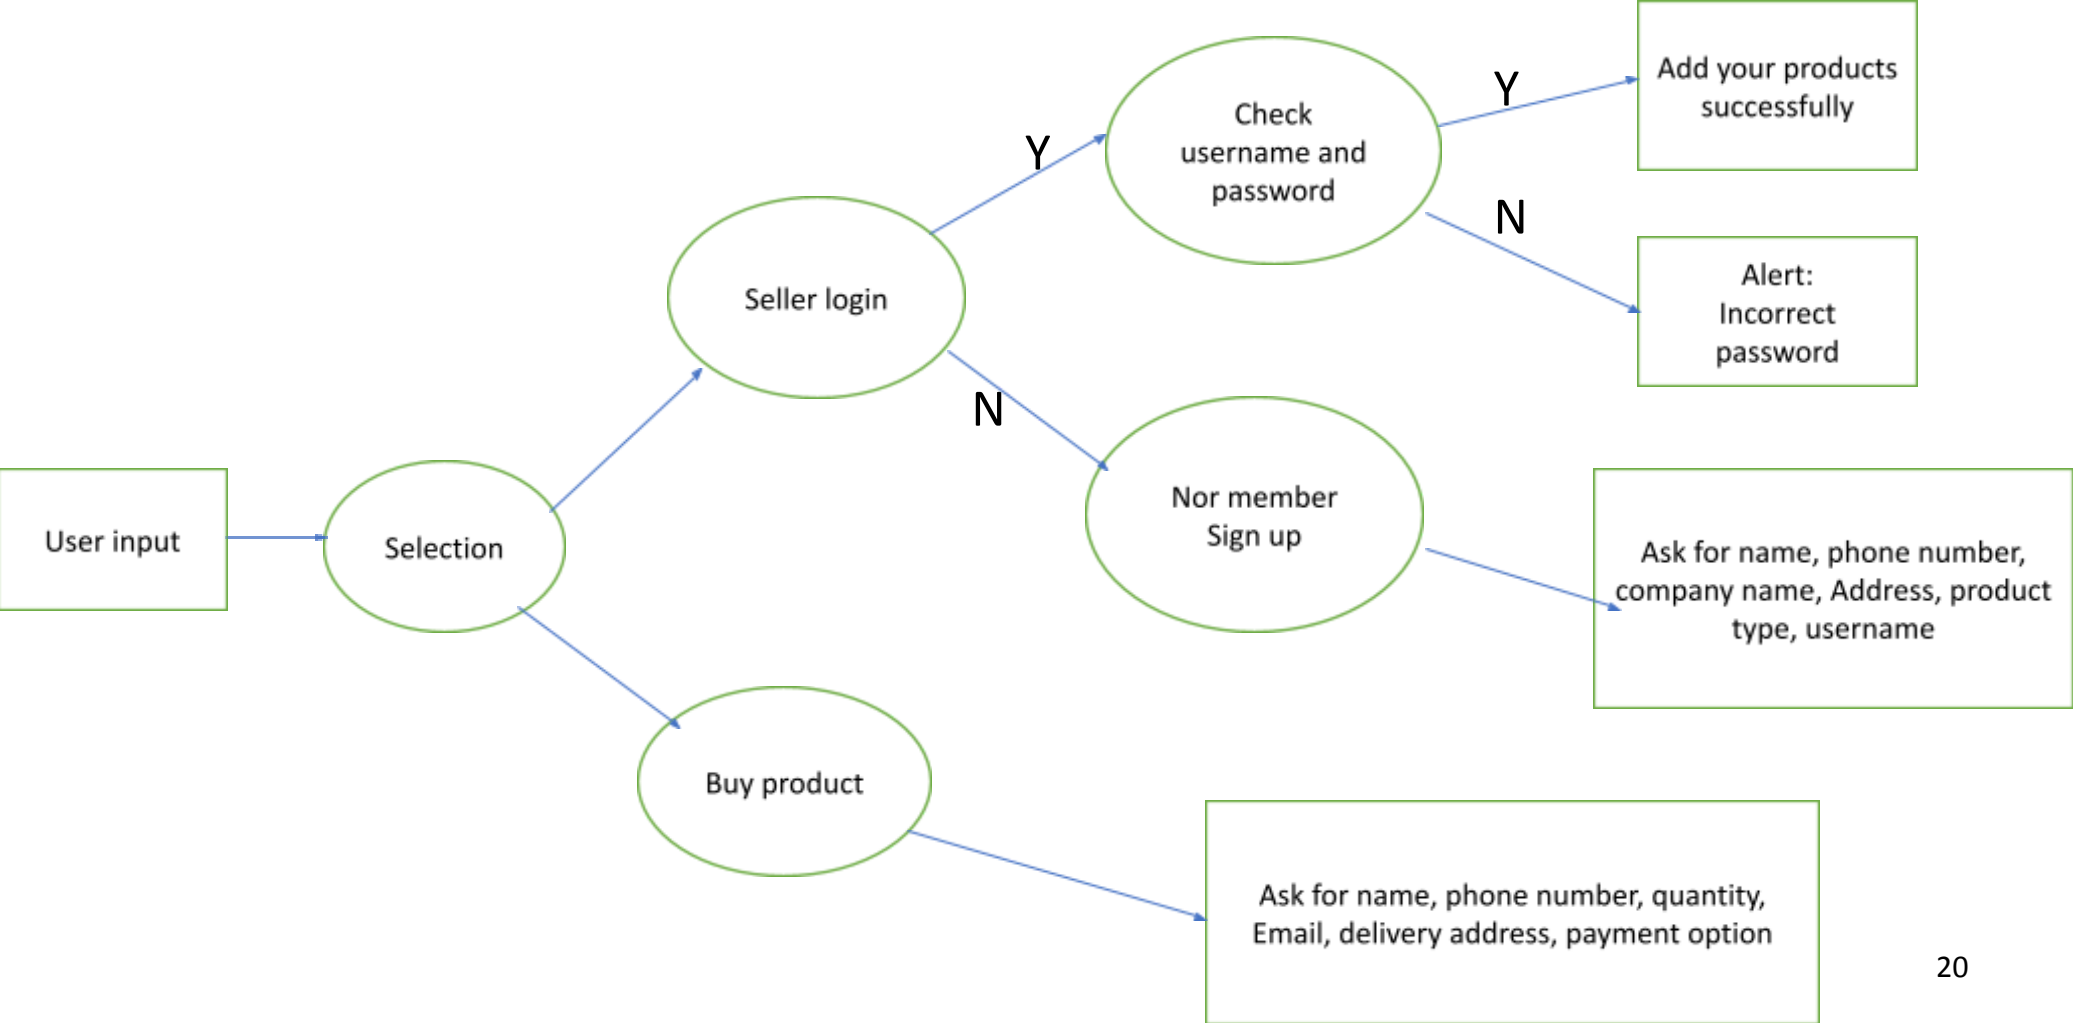 User input
Selection
Seller login
Y
N
Check
username and
password
Y
N
Add your products
successfully
Alert:
Incorrect
password
Nor member
Sign up
Ask for name, phone number,
company name, Address, product
type, username
Buy product
Ask for name, phone number, quantity,
Email, delivery address, payment option
20